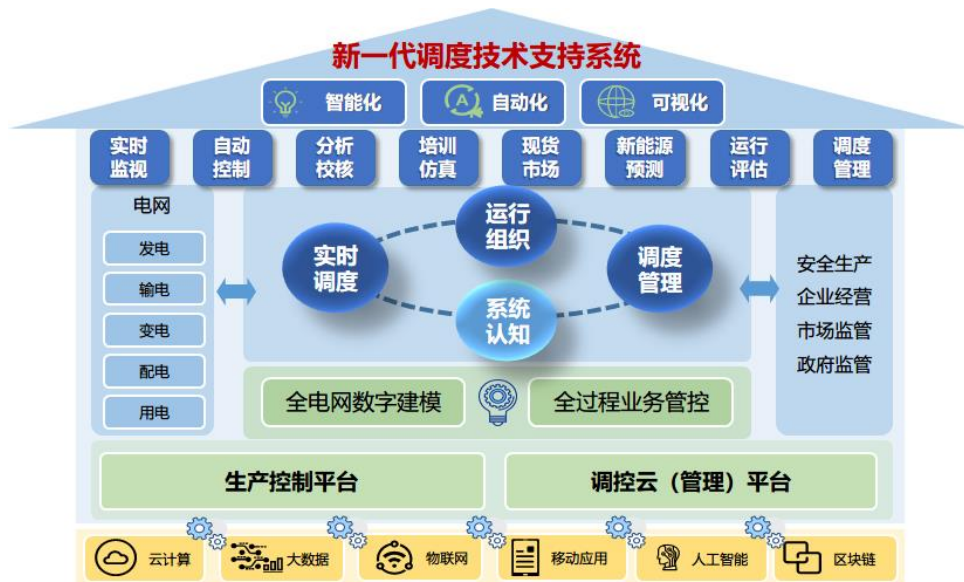 新一代调度技术支持系统
智能化
A
自动化
可视化
实时
监视
自动
控制
分析
校核
培训
仿真
现货
市场
新能源
预测
运行
评估
调度
管理
电网
发电
输电
变电
配电
用电
实时
调度
运行
组织
系统
认知
调度
管理
安全生产
企业经营
市场监管
政府监管
全电网数字建模
全过程业务管控
生产控制平台
调控云（管理）平台
云计算
大数据
物联网
移动应用
人工智能
区块链